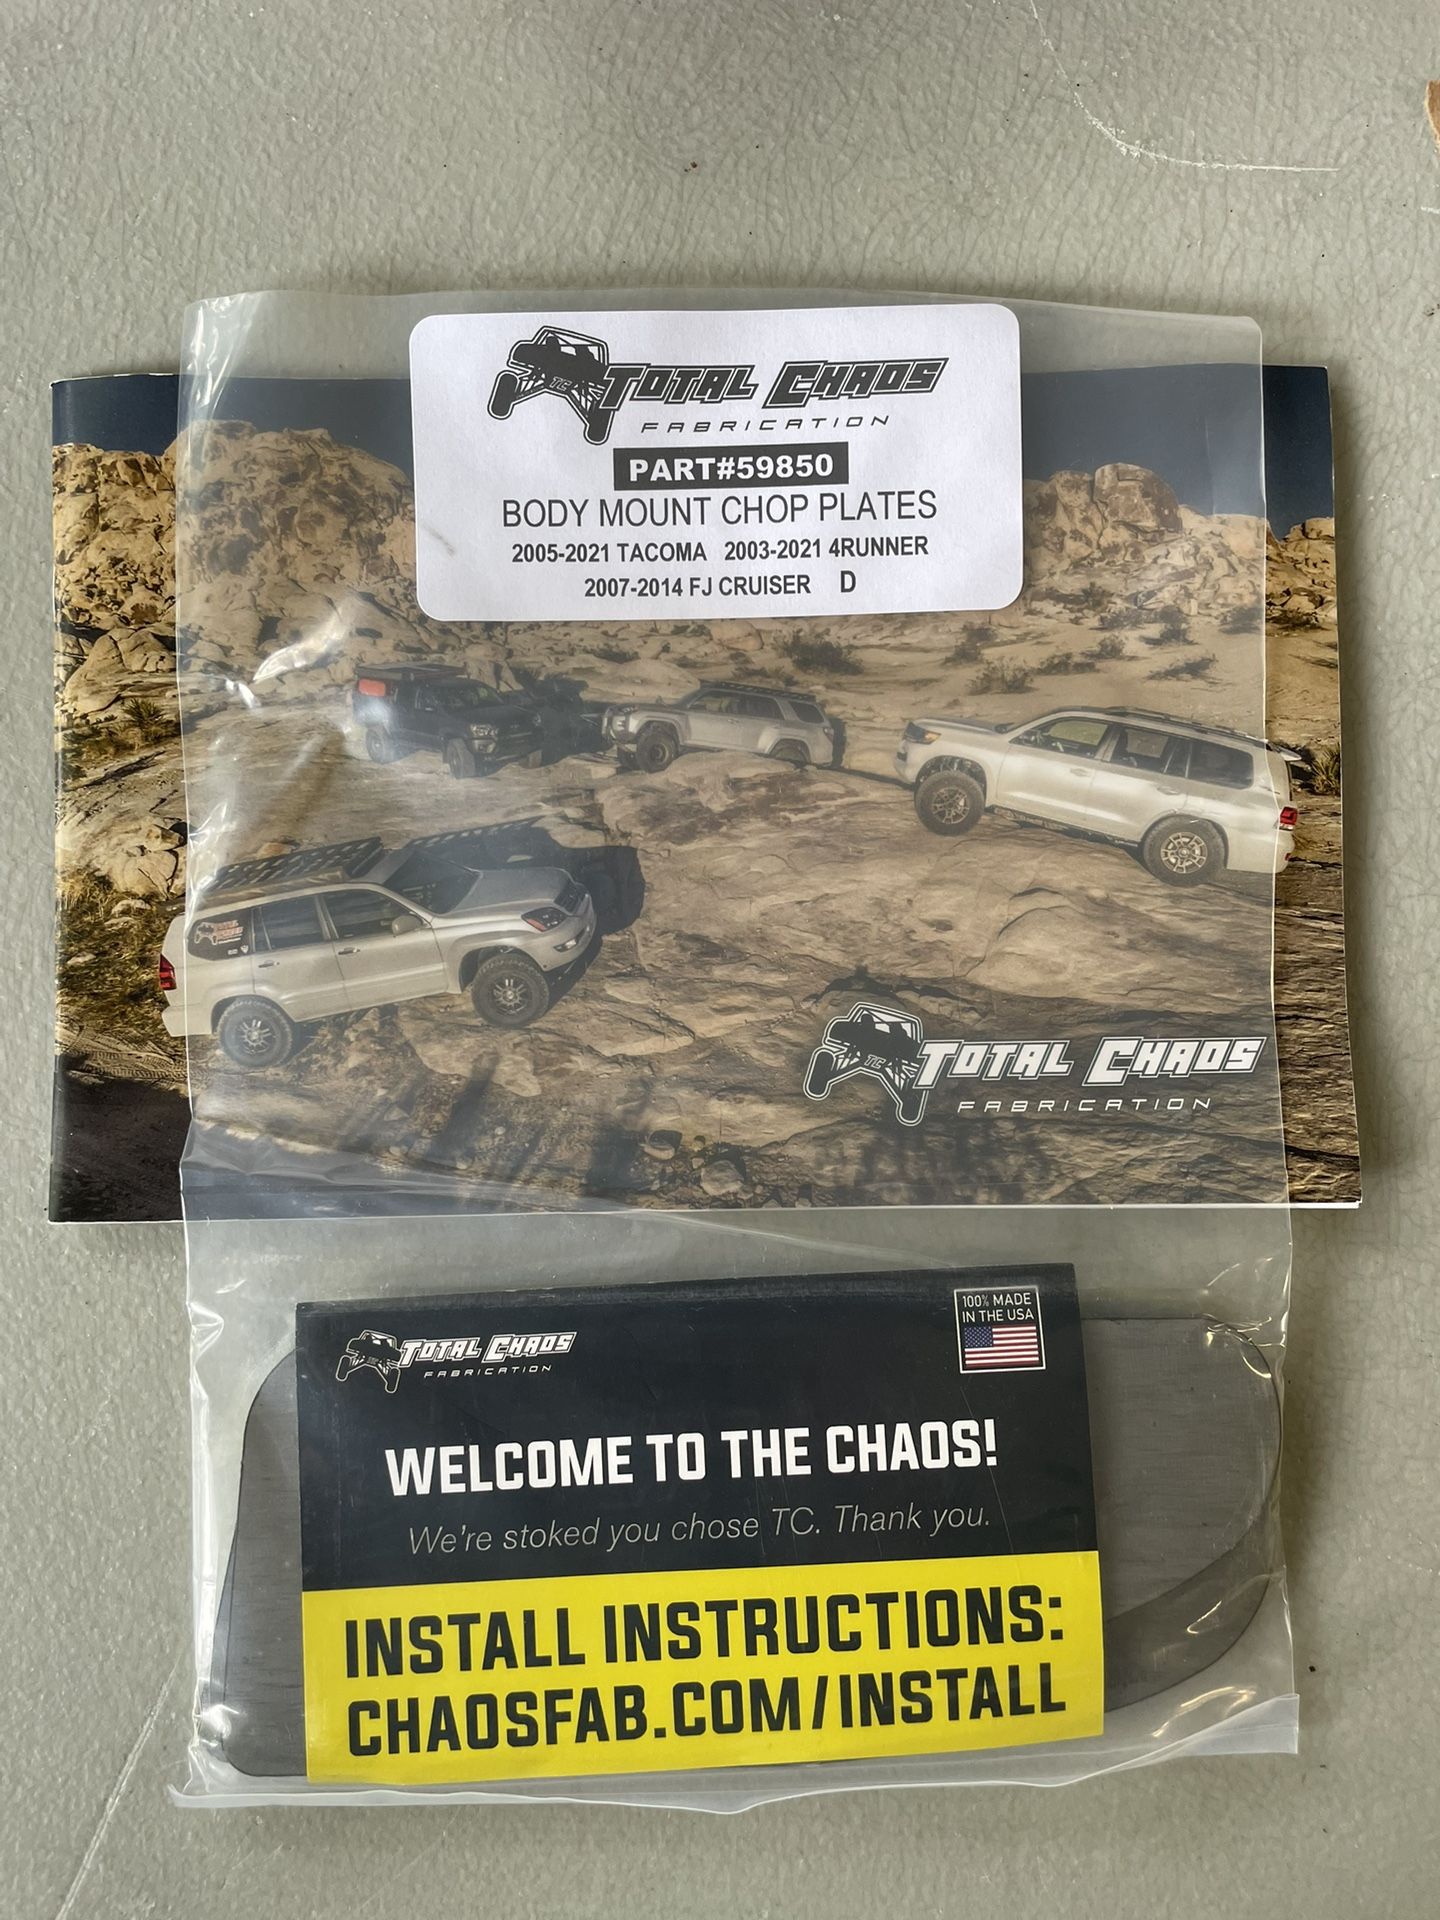 TC TOTAL CHAOS
FABRICATION
PART#59850
BODY MOUNT CHOP PLATES
2005-2021 TACOMA 2003-2021 4RUNNER
2007-2014 FJ CRUISER D
TC TOTAL CHAOS
FABRICATION
TOTAL CHAOS
FABRICATION
100% MADE
IN THE USA
WELCOME TO THE CHAOS!
We're stoked you chose TC. Thank you.
INSTALL INSTRUCTIONS:
CHAOSFAB.COM/INSTALL